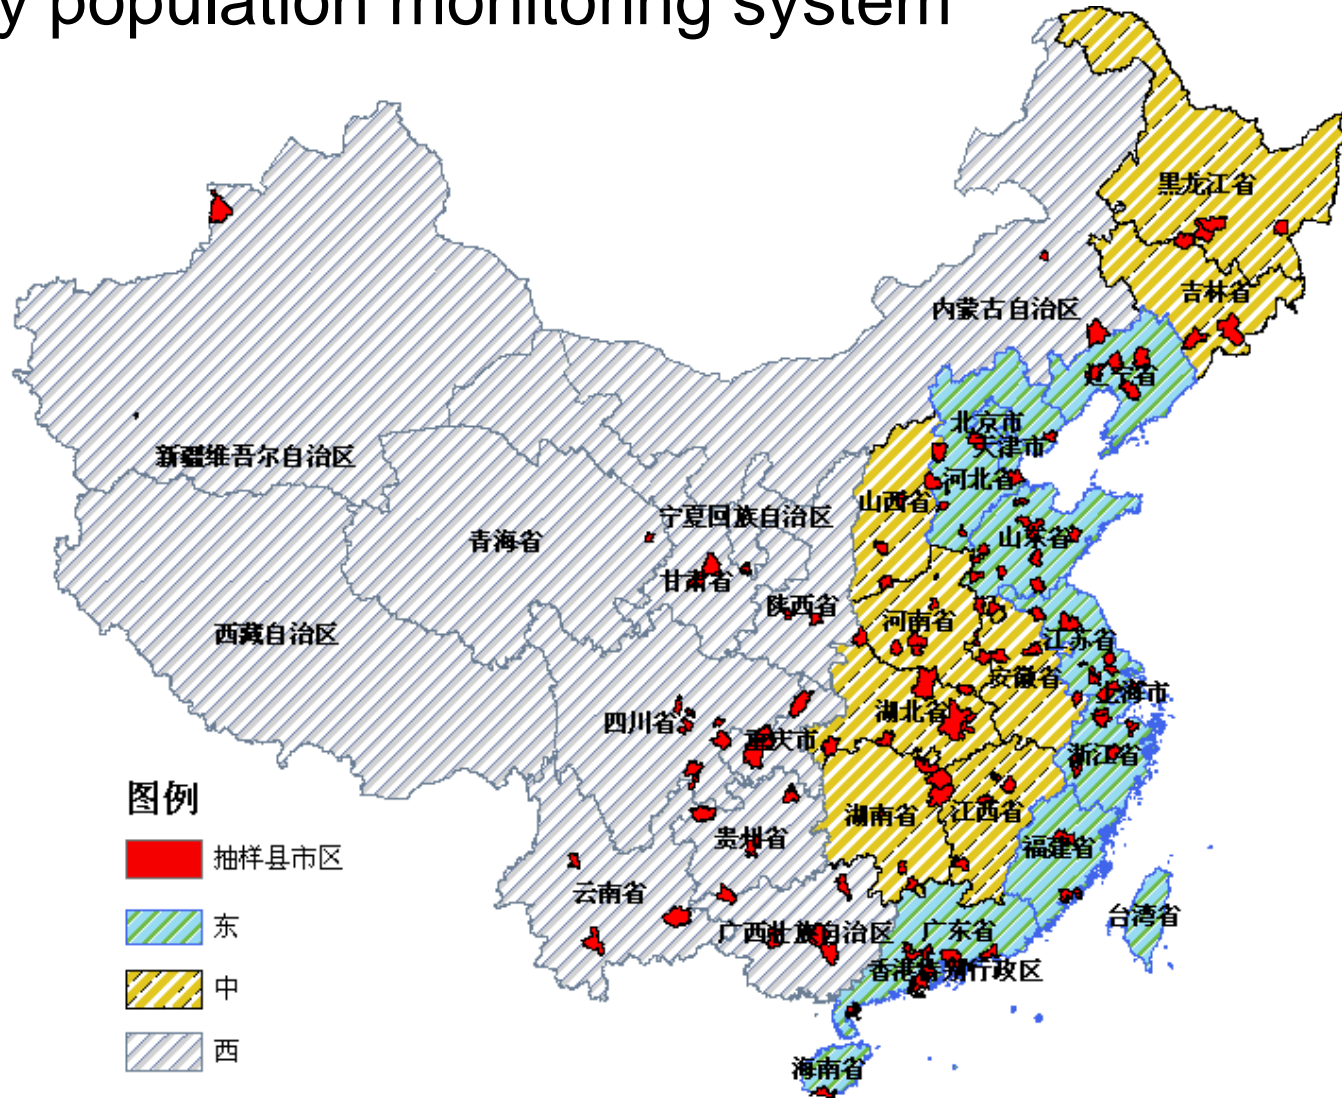 y population monitoring system
黑龙江省
吉林省
内蒙古自治区
辽宁省
北京市
天津市
新疆维吾尔自治区
河北省
山西省
宁夏回族自治区
青海省
山东省
甘肃省
陕西省
河南省
西藏自治区
江苏省
安徽省
上海市
湖北省
四川省
重庆市
浙江省
图例
湖南省
江西省
贵州省
福建省
抽样县市区
云南省
台湾省
东
广西壮族自治区
广东省
香港特别行政区
中
西
海南省